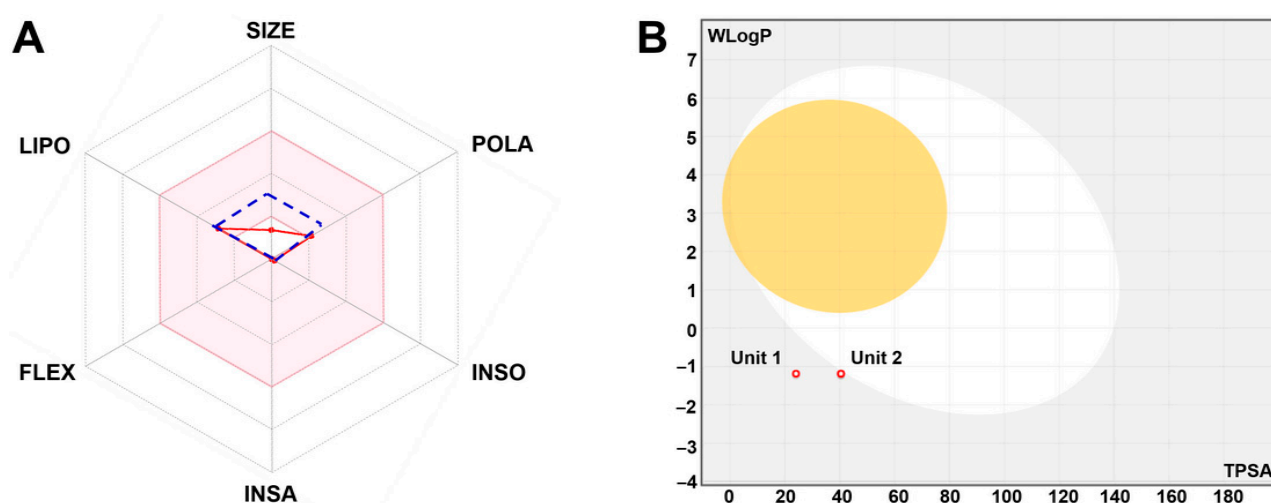 A
SIZE
LIPO
POLA
FLEX
INSO
INSA
B
WLogP
7
6
5
4
3
2
1
0
−1
−2
−3
−4
Unit 1
Unit 2
TPSA
0 20 40 60 80 100 120 140 160 180